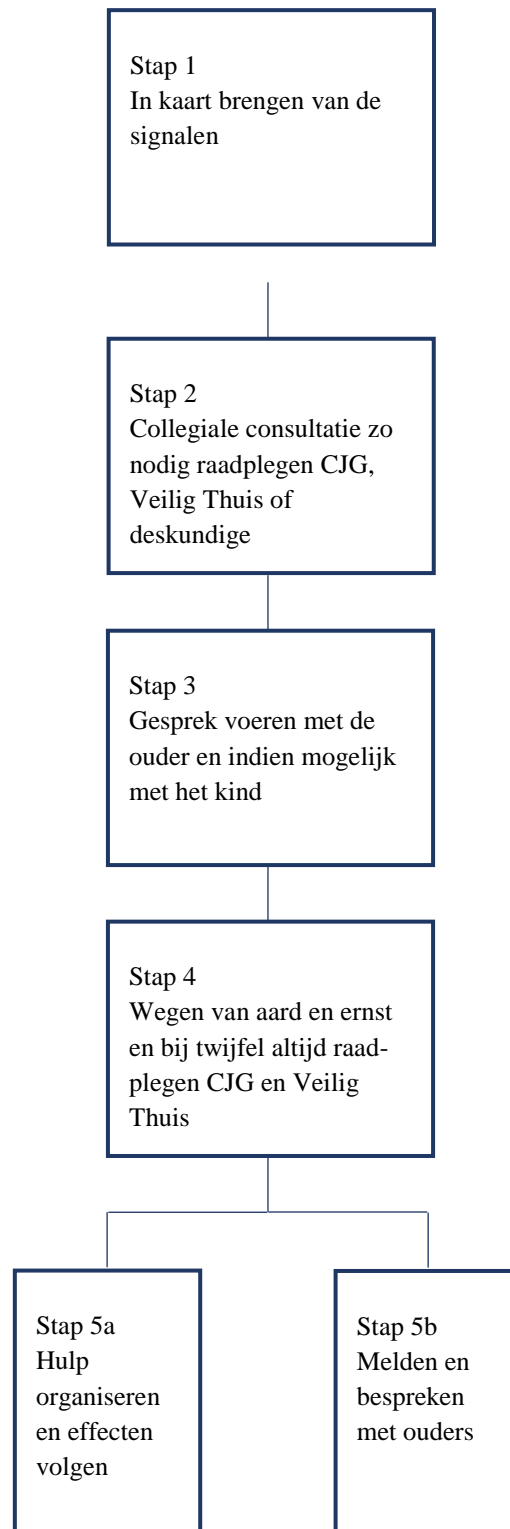 Stap 1
In kaart brengen van de
signalen
Stap 2
Collegiale consultatie zo
nodig raadplegen CJG,
Veilig Thuis of
deskundige
Stap 3
Gesprek voeren met de
ouder en indien mogelijk
met het kind
Stap 4
Wegen van aard en ernst
en bij twijfel altijd raad-
plegen CJG en Veilig
Thuis
Stap 5a
Hulp
organiseren
en effecten
volgen
Stap 5b
Melden en
bespreken
met ouders